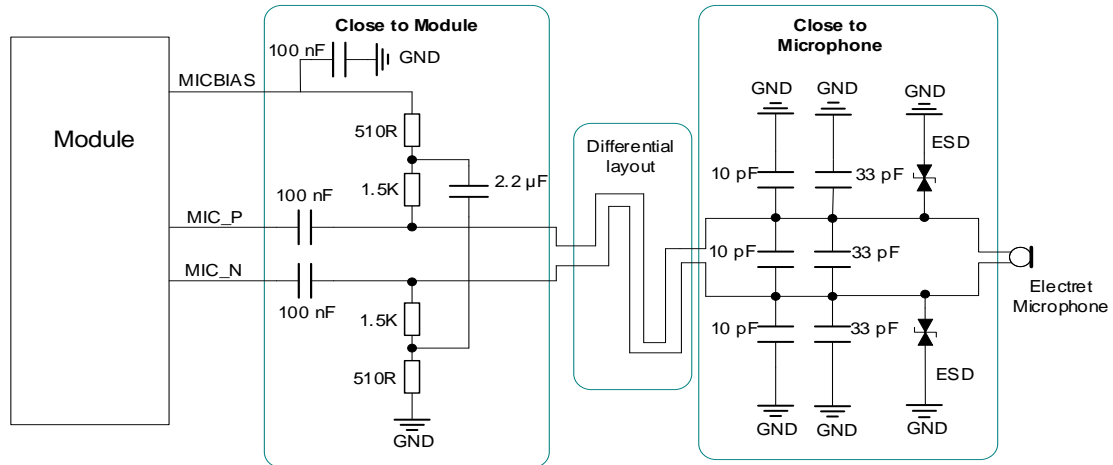 Close to Module
Close to
Microphone
100 nF
GND
MICBIAS
GND
GND
GND
Module
510R
ESD
Differential
layout
10 pF
33 pF
2.2 µF
1.5K
100 nF
MIC_P
10 pF
33 pF
MIC_N
100 nF
Electret
Microphone
1.5K
10 pF
33 pF
510R
ESD
GND
GND
GND
GND